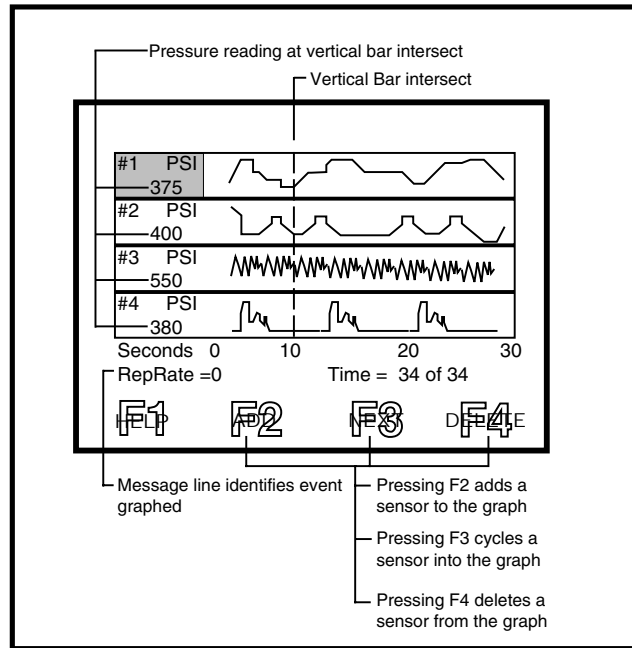 Pressure reading at vertical bar intersect
Vertical Bar intersect
#1 PSI
375
#2 PSI
400
#3 PSI
550
#4 PSI
380
Seconds 0 10 20 30
RepRate =0 Time = 34 of 34
F1 F2 F3 F4
HELP ADD NEXT DELETE
Message line identifies event
graphed
Pressing F2 adds a
sensor to the graph
Pressing F3 cycles a
sensor into the graph
Pressing F4 deletes a
sensor from the graph